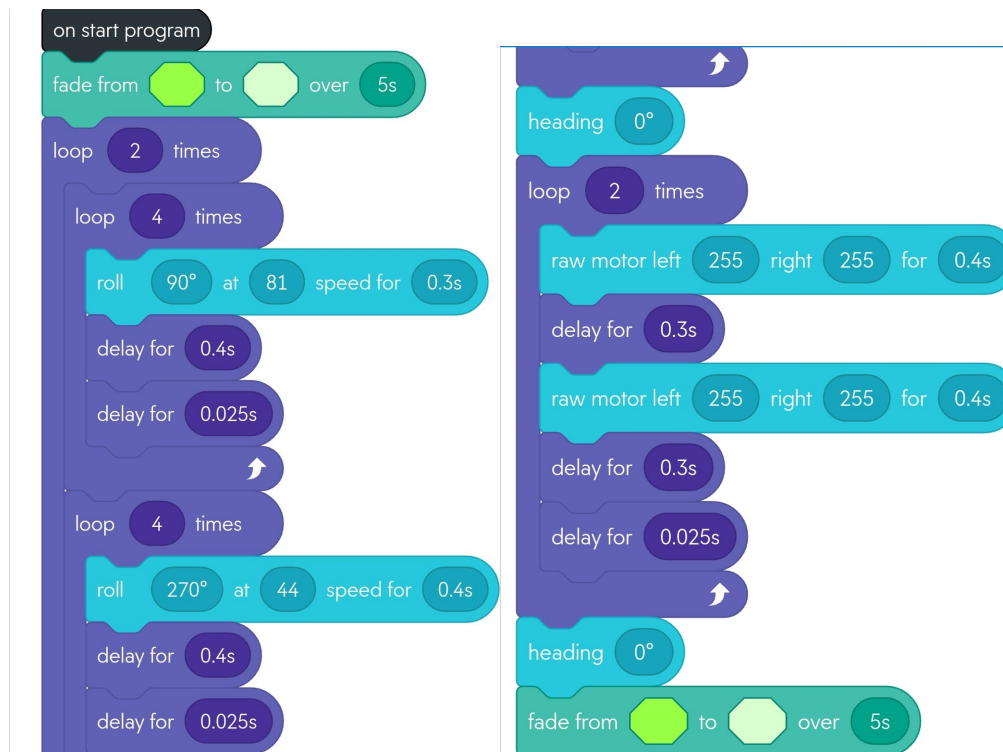 on start program
fade from to over 5s
loop 2 times
loop 4 times
roll 90° at 81 speed for 0.3s
delay for 0.4s
delay for 0.025s
loop 4 times
roll 270° at 44 speed for 0.4s
delay for 0.4s
delay for 0.025s
heading 0°
loop 2 times
raw motor left 255 right 255 for 0.4s
delay for 0.3s
raw motor left 255 right 255 for 0.4s
delay for 0.3s
delay for 0.025s
heading 0°
fade from to over 5s